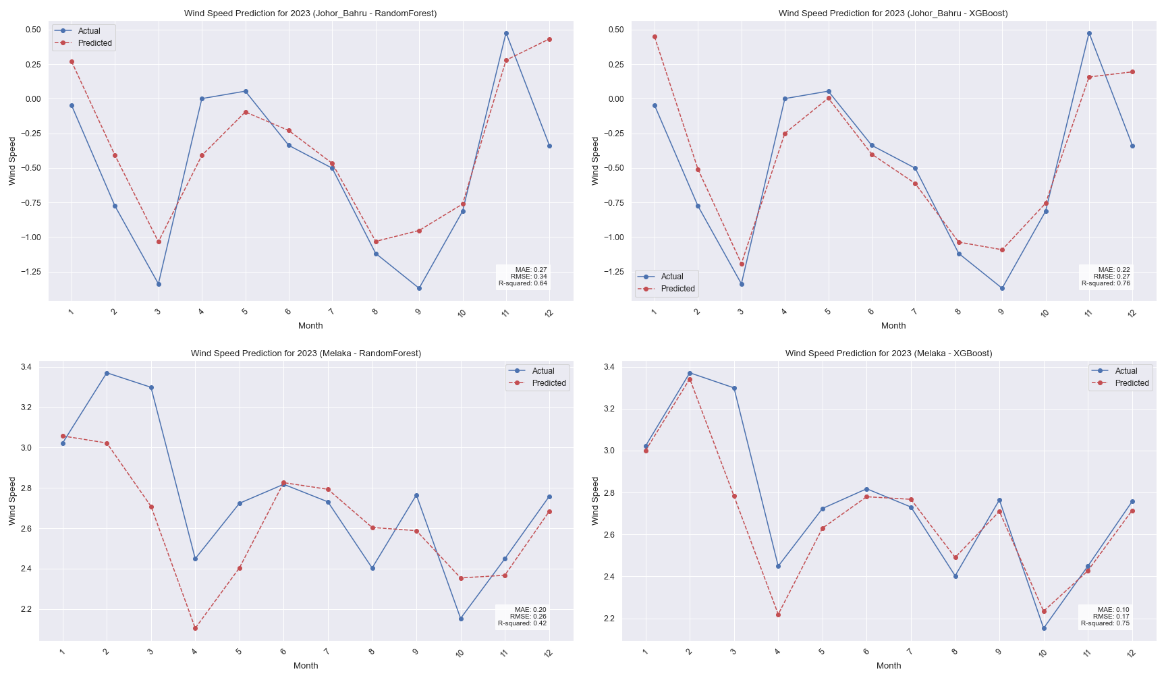 Wind Speed Prediction for 2023 (Johor_Bahru - RandomForest)
0.50
0.25
0.00
−0.25
−0.50
−0.75
−1.00
−1.25
Wind Speed
Actual
Predicted
MAE: 0.27
RMSE: 0.34
R-squared: 0.64
1 2 3 4 5 6 7 8 9 10 11 12
Month
Wind Speed Prediction for 2023 (Johor_Bahru - XGBoost)
0.50
0.25
0.00
−0.25
−0.50
−0.75
−1.00
−1.25
Wind Speed
Actual
Predicted
MAE: 0.22
RMSE: 0.27
R-squared: 0.76
1 2 3 4 5 6 7 8 9 10 11 12
Month
Wind Speed Prediction for 2023 (Melaka - RandomForest)
3.4
3.2
3.0
2.8
2.6
2.4
2.2
Wind Speed
Actual
Predicted
MAE: 0.20
RMSE: 0.26
R-squared: 0.42
1 2 3 4 5 6 7 8 9 10 11 12
Month
Wind Speed Prediction for 2023 (Melaka - XGBoost)
3.4
3.2
3.0
2.8
2.6
2.4
2.2
Wind Speed
Actual
Predicted
MAE: 0.10
RMSE: 0.17
R-squared: 0.75
1 2 3 4 5 6 7 8 9 10 11 12
Month